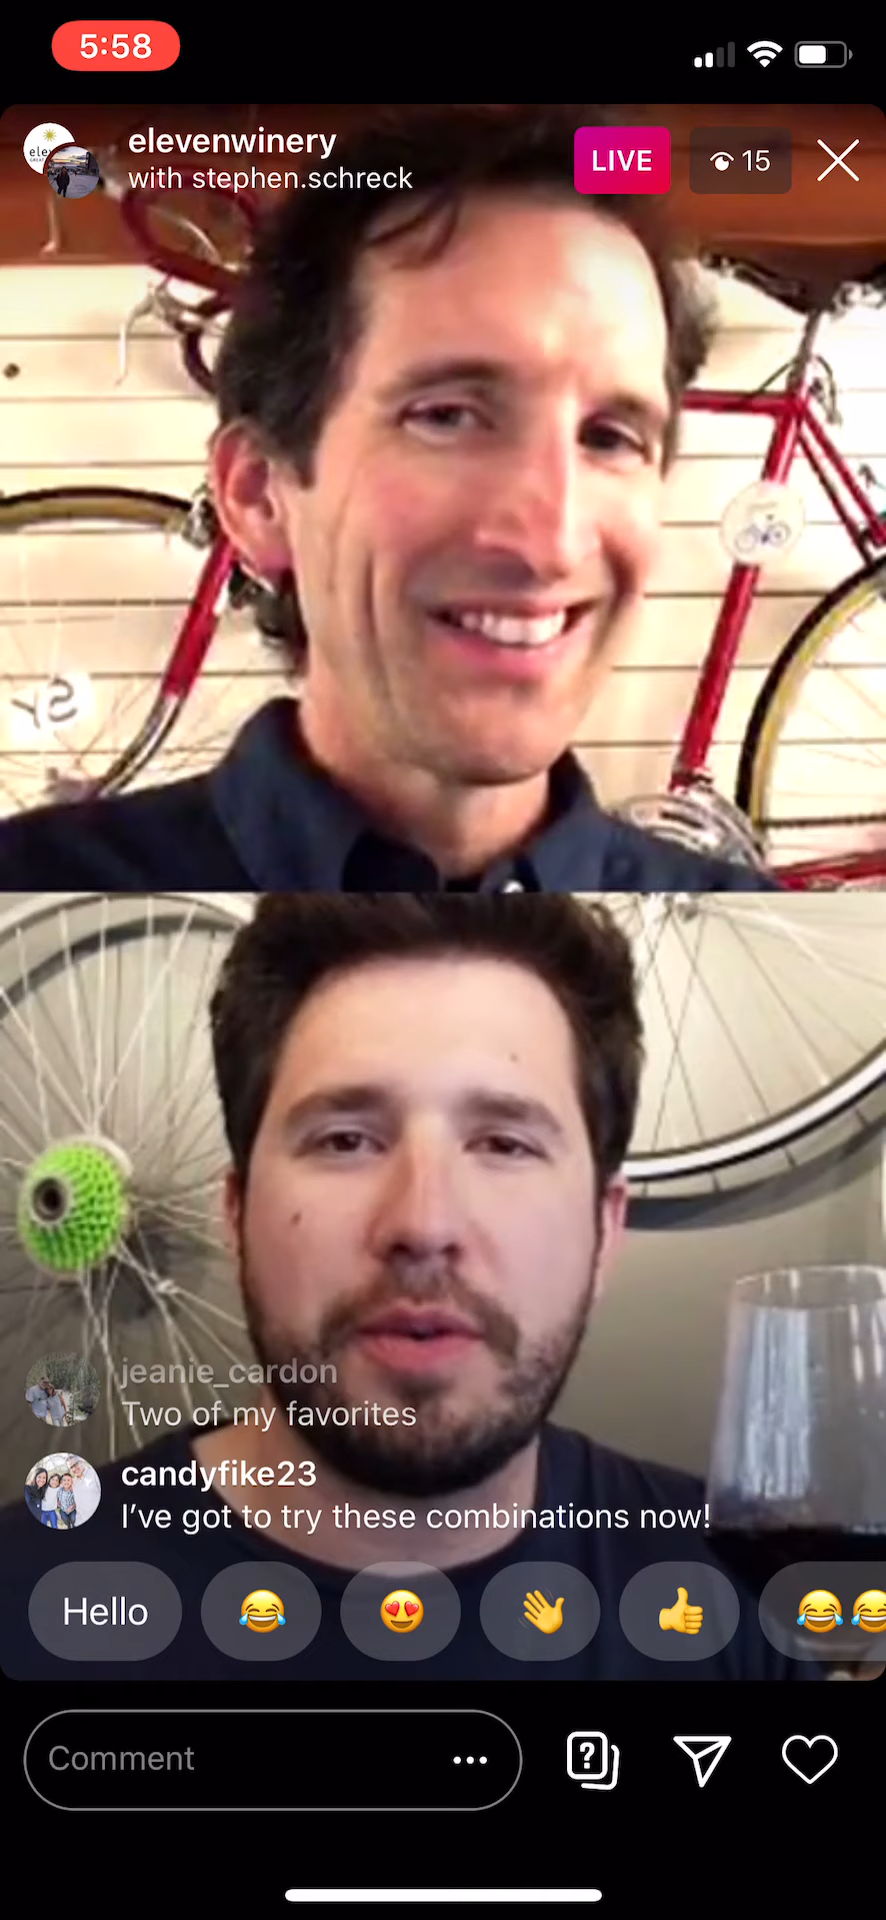 5:58
elevenwinery
with stephen.schreck
LIVE
15
jeanie_cardon
Two of my favorites
candyfike23
I've got to try these combinations now!
Hello
Comment